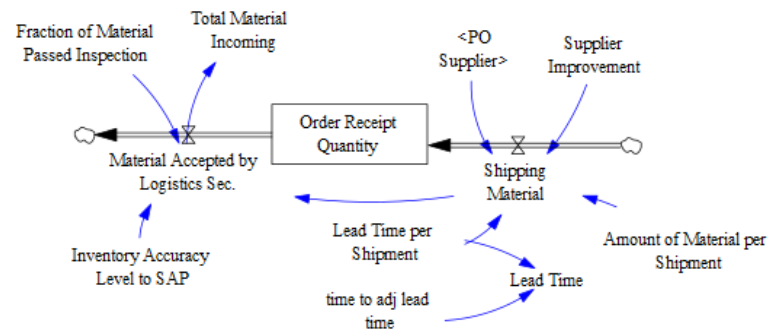 Fraction of Material
Passed Inspection
Total Material
Incoming
<PO
Supplier>
Supplier
Improvement
Order Receipt
Quantity
Material Accepted by
Logistics Sec.
Shipping
Material
Inventory Accuracy
Level to SAP
Lead Time per
Shipment
Amount of Material per
Shipment
Lead Time
time to adj lead
time